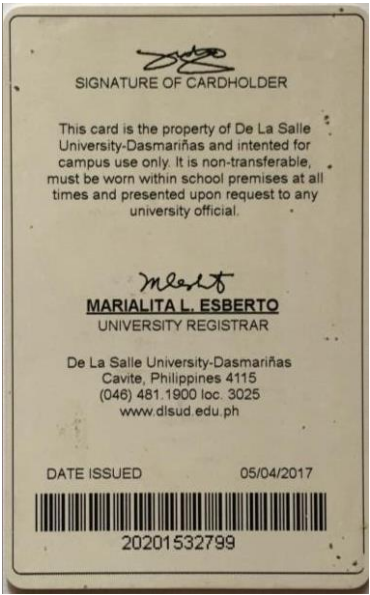 SIGNATURE OF CARDHOLDER
This card is the property of De La Salle
University-Dasmariñas and intented for
campus use only. It is non-transferable,
must be worn within school premises at all
times and presented upon request to any
university official.
MARIALITA L. ESBERTO
UNIVERSITY REGISTRAR
De La Salle University-Dasmariñas
Cavite, Philippines 4115
(046) 481.1900 loc. 3025
www.dlsud.edu.ph
DATE ISSUED 05/04/2017
20201532799